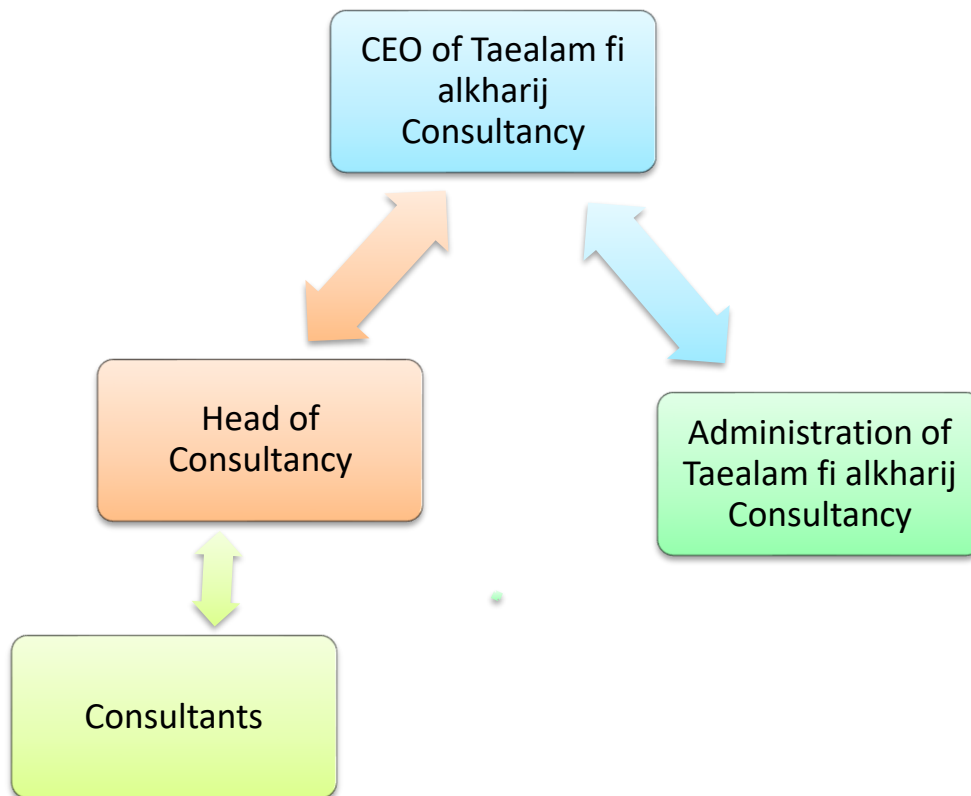 CEO of Taealam fi
alkharij
Consultancy
Head of
Consultancy
Administration of
Taealam fi alkharij
Consultancy
Consultants